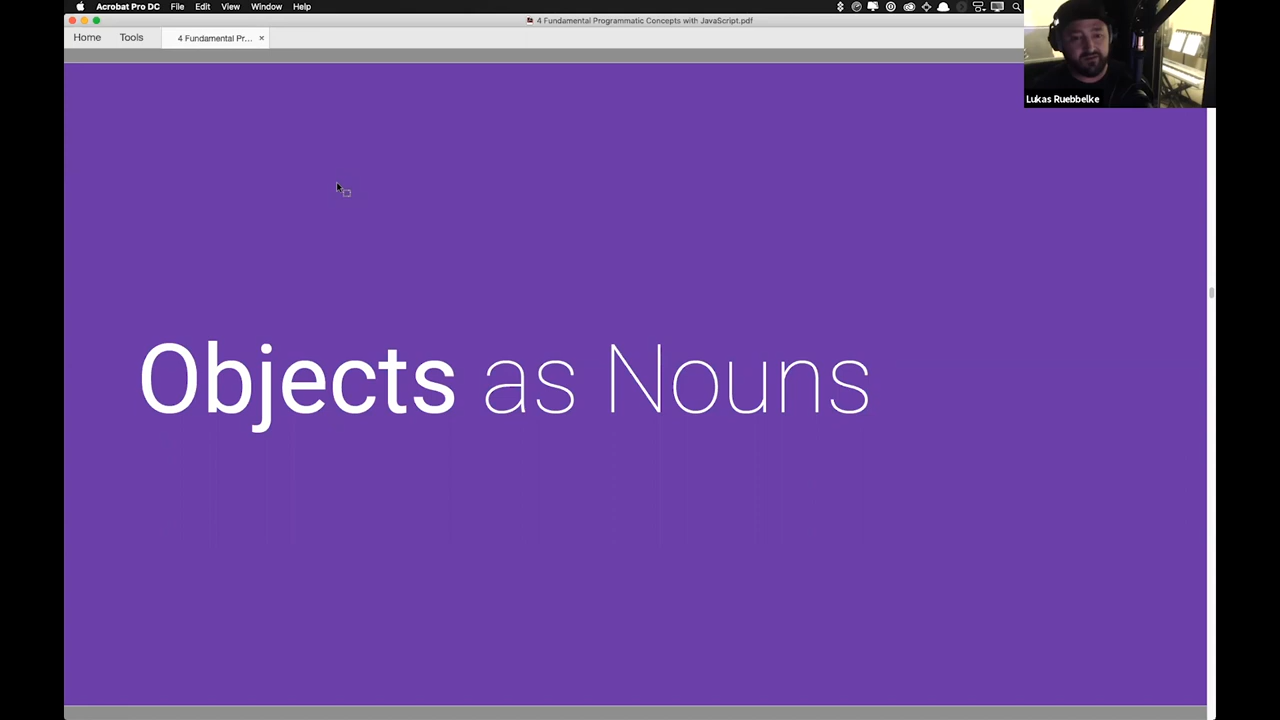 Acrobat Pro DC File Edit View Window Help
4 Fundamental Programmatic Concepts with JavaScript.pdf
Home Tools 4 Fundamental Pr... ×
Lukas Ruebbelke
Objects as Nouns